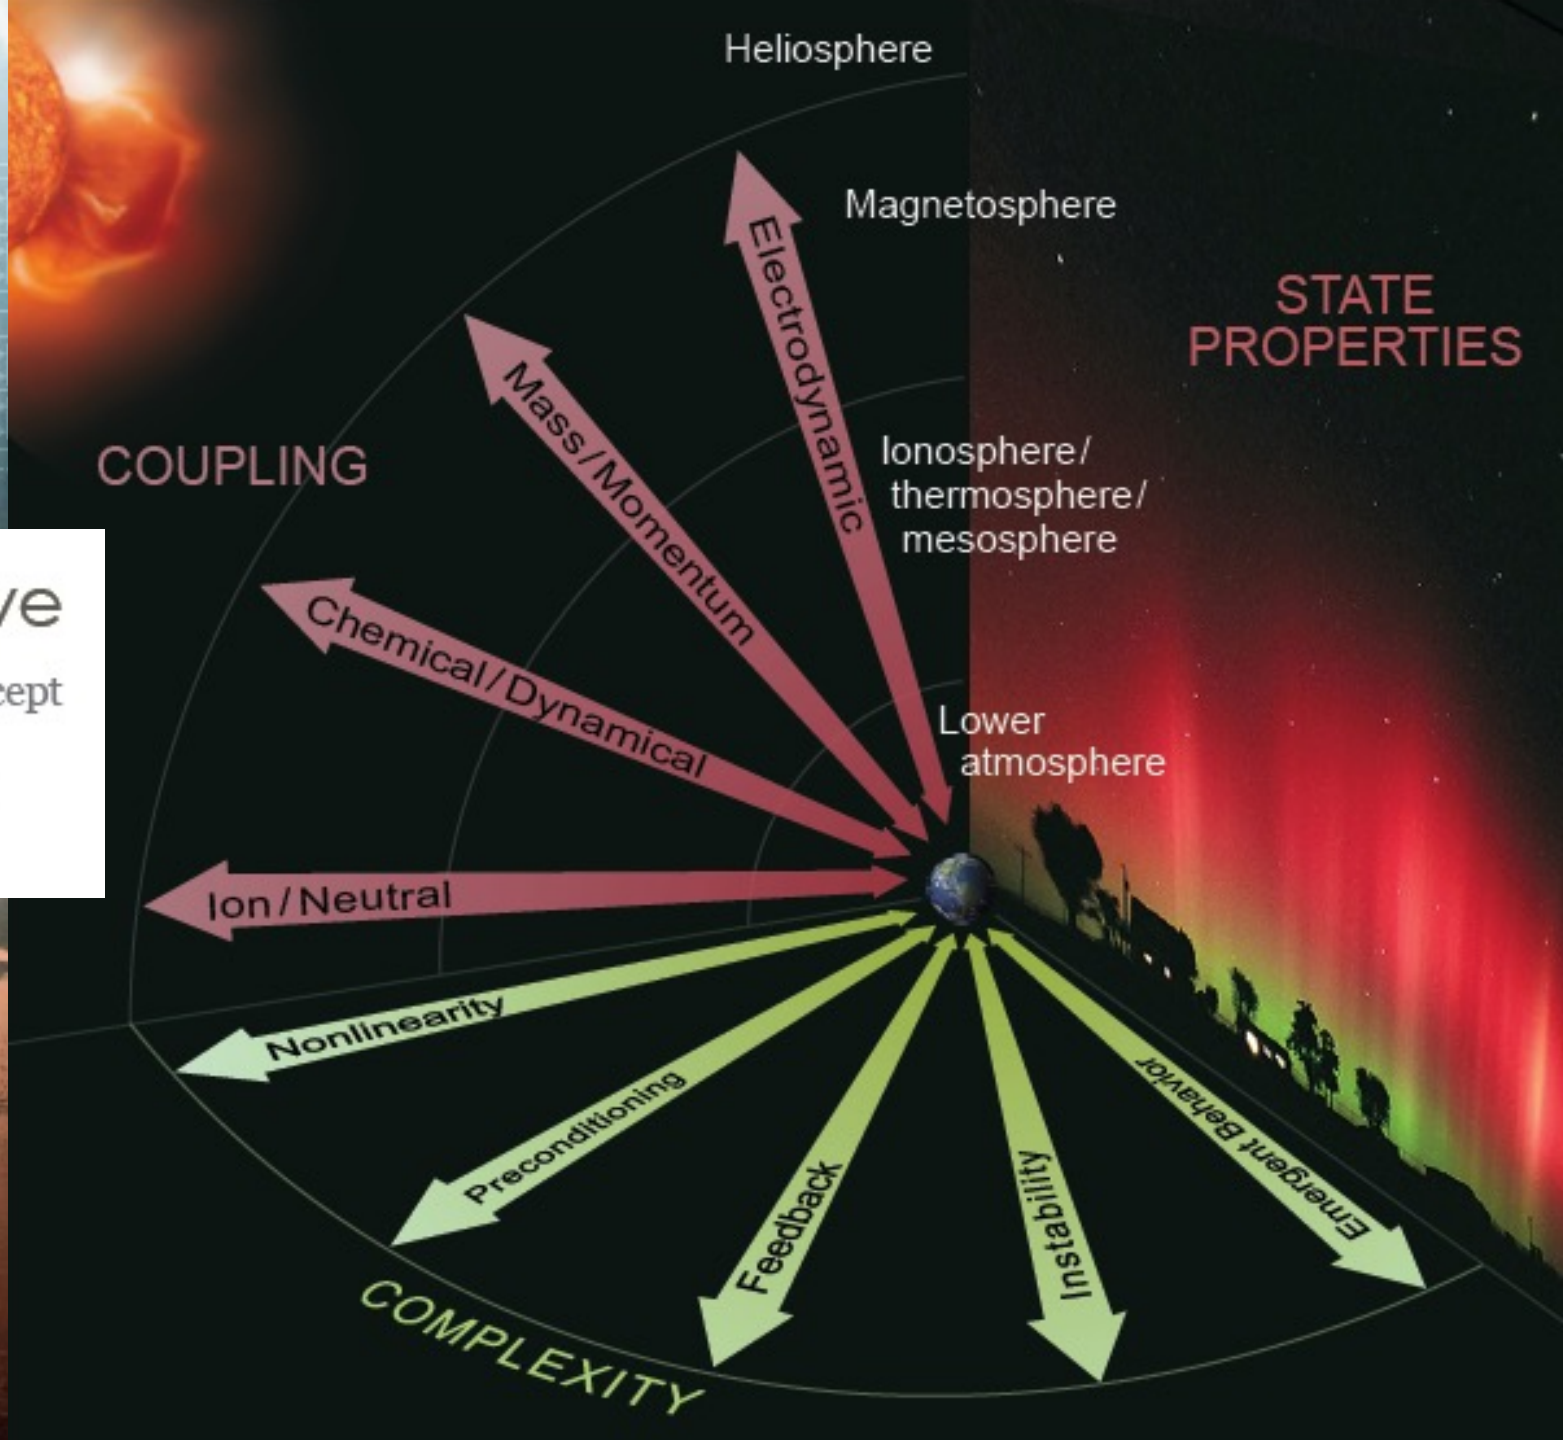 Heliosphere
Magnetosphere
STATE
PROPERTIES
Electrodynamic
Mass/Momentum
COUPLING
Ionosphere/
thermosphere/
mesosphere
Chemical/Dynamical
Lower
atmosphere
Ion/Neutral
Nonlinearity
Preconditioning
Feedback
Instability
Emergent Behavior
COMPLEXITY